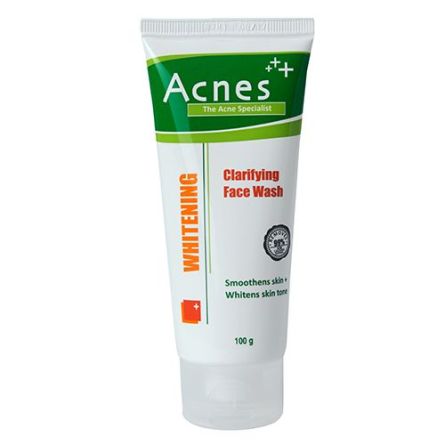 Acnes
The Acne Specialist
WHITENING
Clarifying
Face Wash
Smoothens skin +
Whitens skin tone
100 g